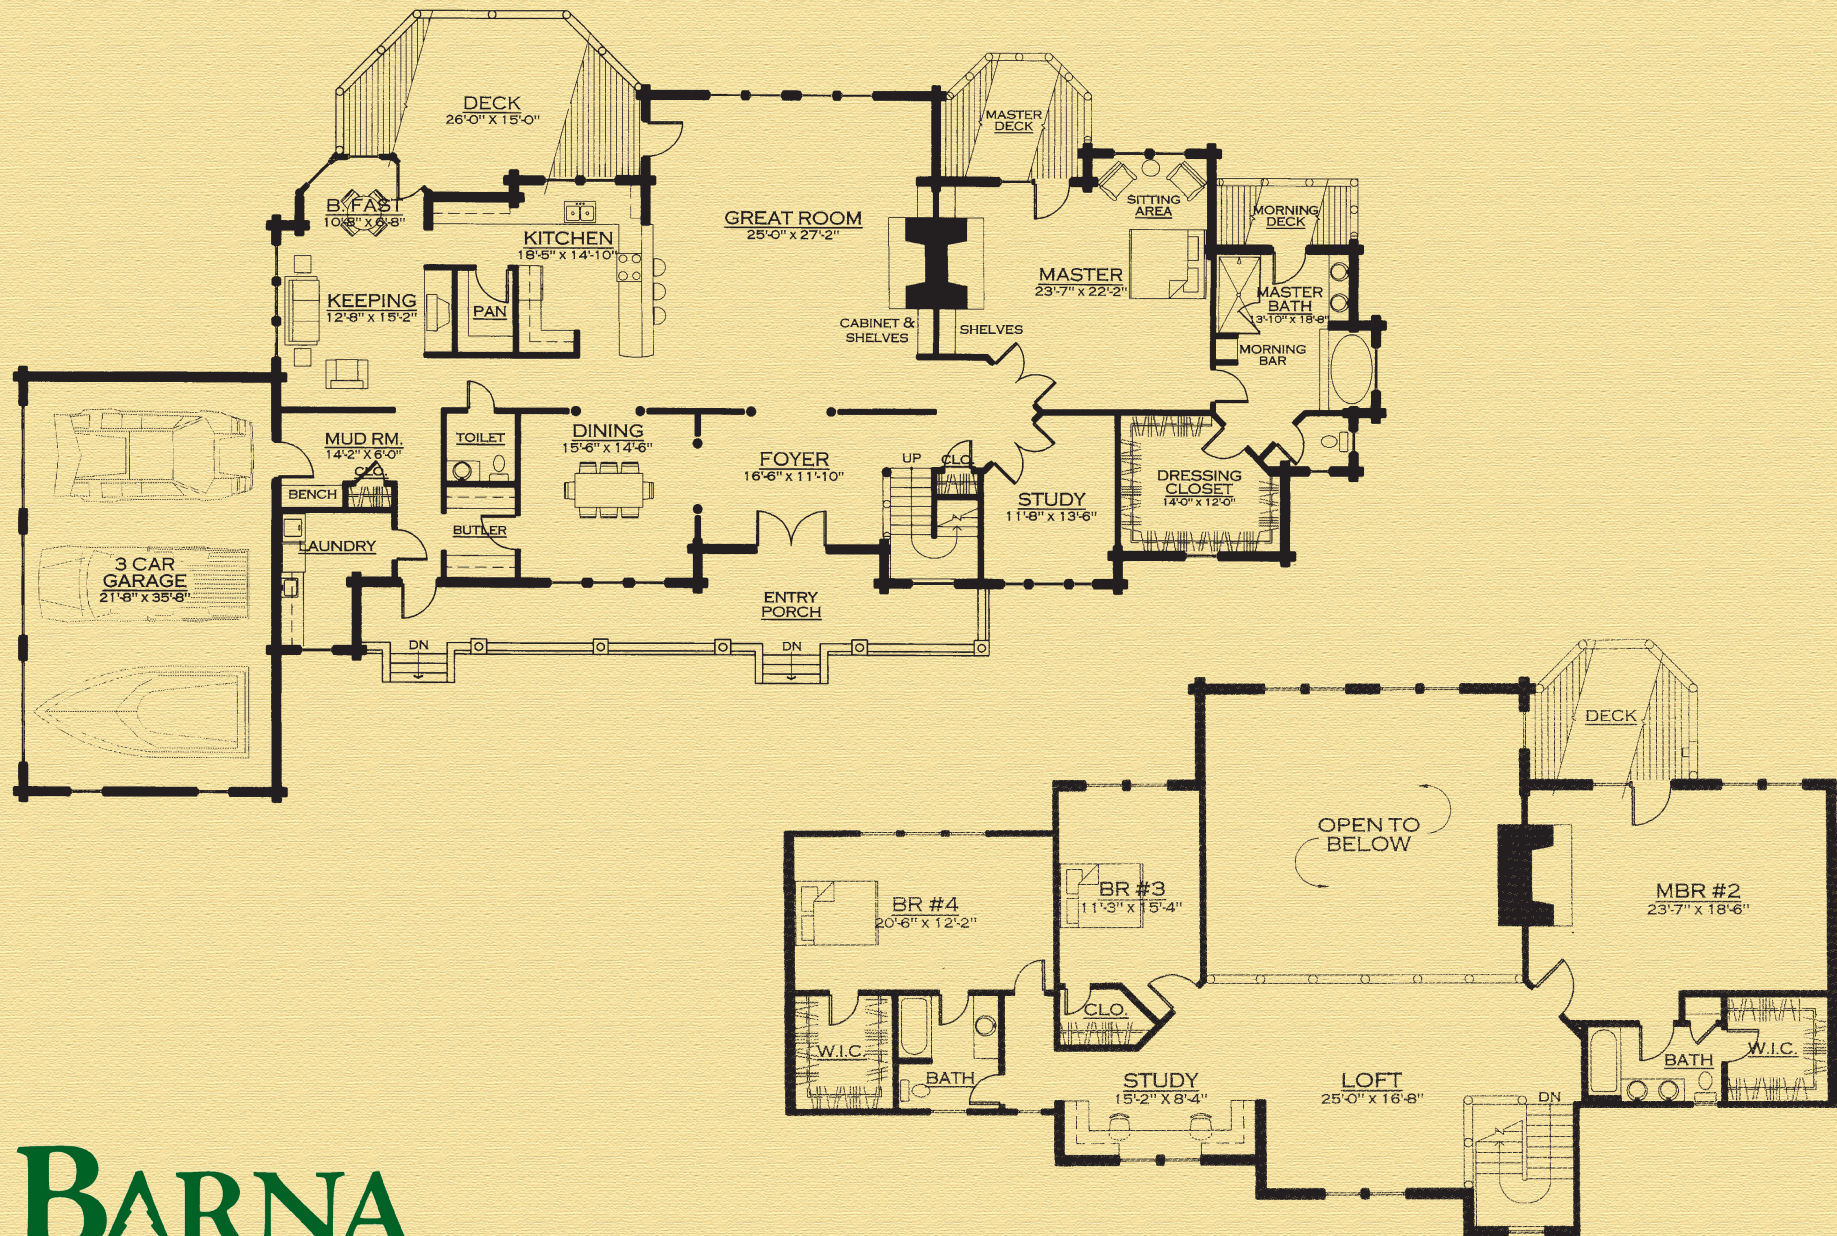 DECK
26'-0" X 15'-0"
MASTER
DECK
B. FAST
10'-8" x 6'-8"
KITCHEN
18'-5" x 14'-10"
GREAT ROOM
25'-0" x 27'-2"
SITTING
AREA
MORNING
DECK
KEEPING
12'-8" x 15'-2"
PAN
MASTER
23'-7" x 22'-2"
MASTER
BATH
13'-10" x 18'-8"
CABINET &
SHELVES
SHELVES
MORNING
BAR
MUD RM.
14'-2" x 6'-0"
CLO.
BENCH
TOILET
DINING
15'-6" x 14'-6"
FOYER
16'-6" x 11'-10"
UP
CLO.
STUDY
11'-8" x 13'-6"
DRESSING
CLOSET
14'-0" x 12'-0"
BUTLER
LAUNDRY
3 CAR
GARAGE
21'-8" x 35'-8"
ENTRY
PORCH
DN
DN
DECK
OPEN TO
BELOW
BR #4
20'-6" x 12'-2"
BR #3
11'-3" x 15'-4"
MBR #2
23'-7" x 18'-6"
CLO.
W.I.C.
BATH
STUDY
15'-2" x 8'-4"
LOFT
25'-0" x 16'-8"
DN
BATH
W.I.C.
BARNA